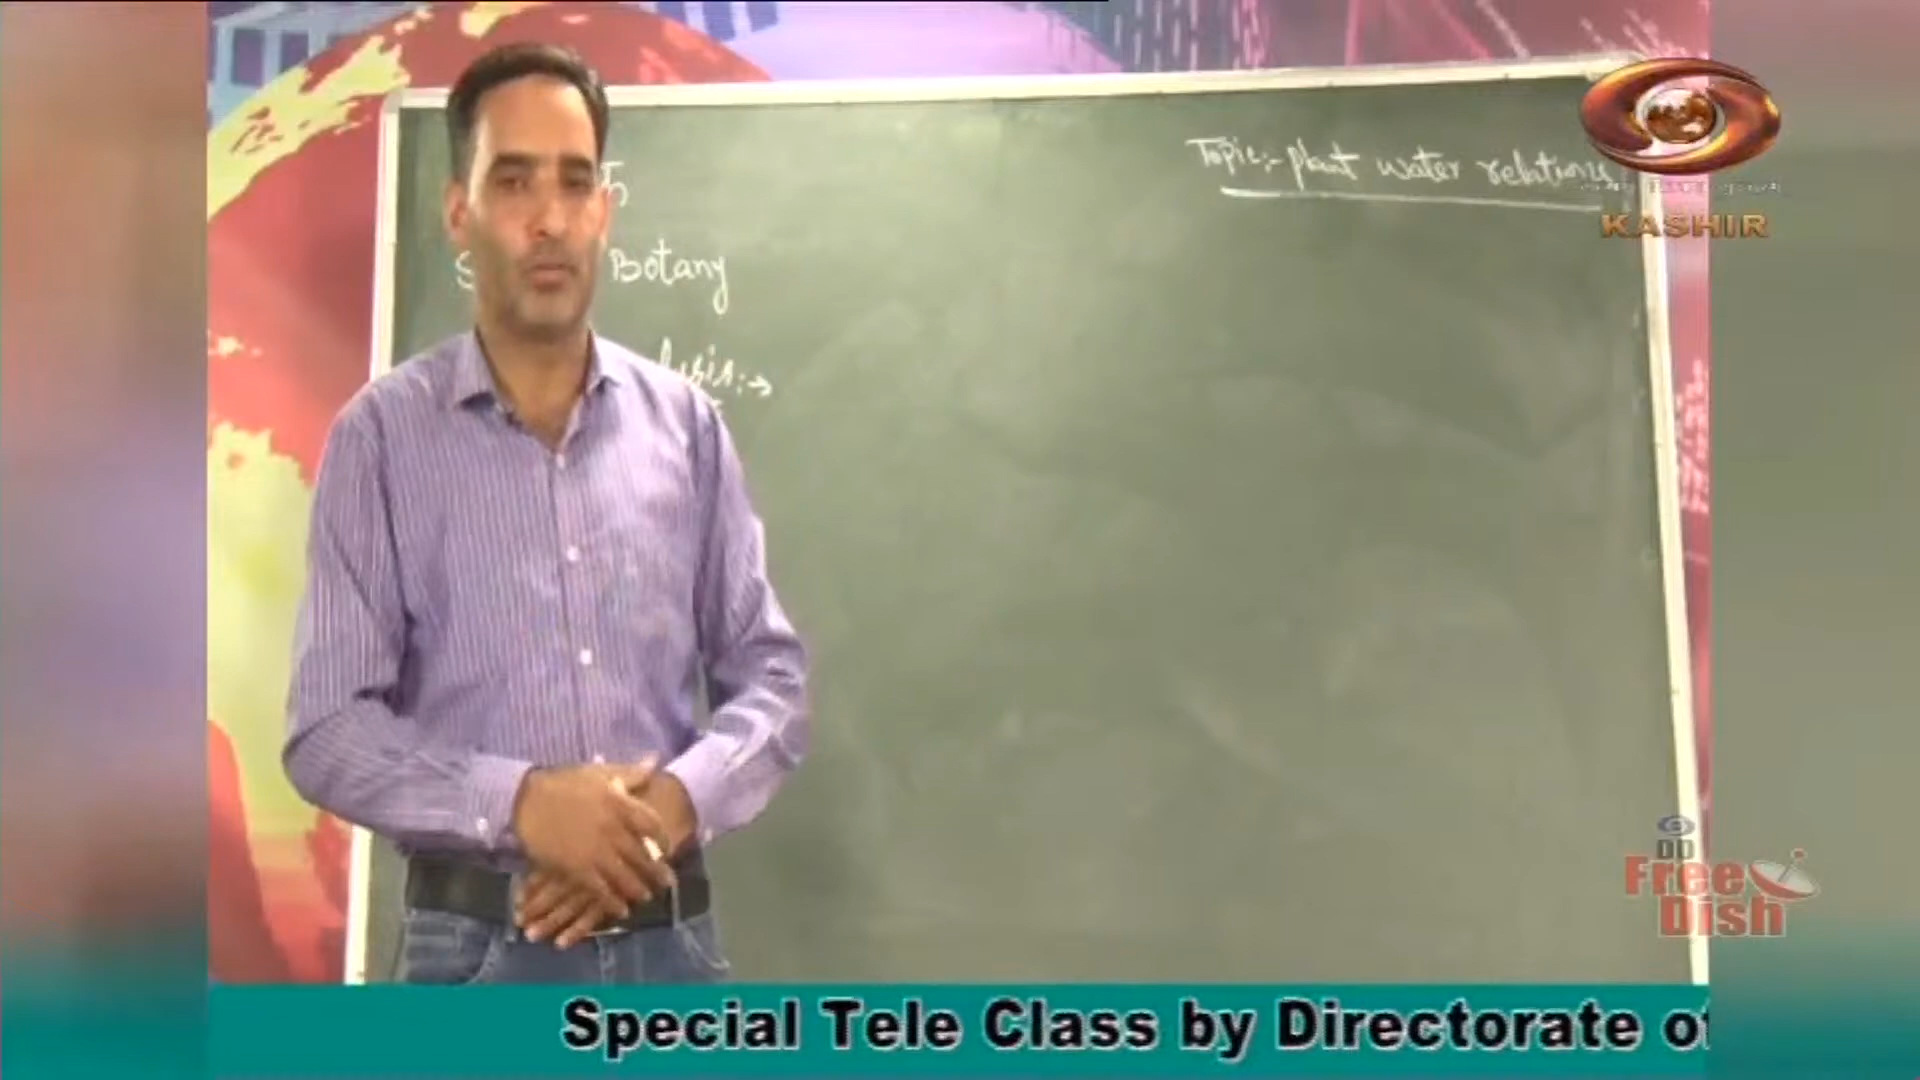 Topic:- plant water relations
KASHIR
Botany
DD
Free
Dish
Special Tele Class by Directorate of